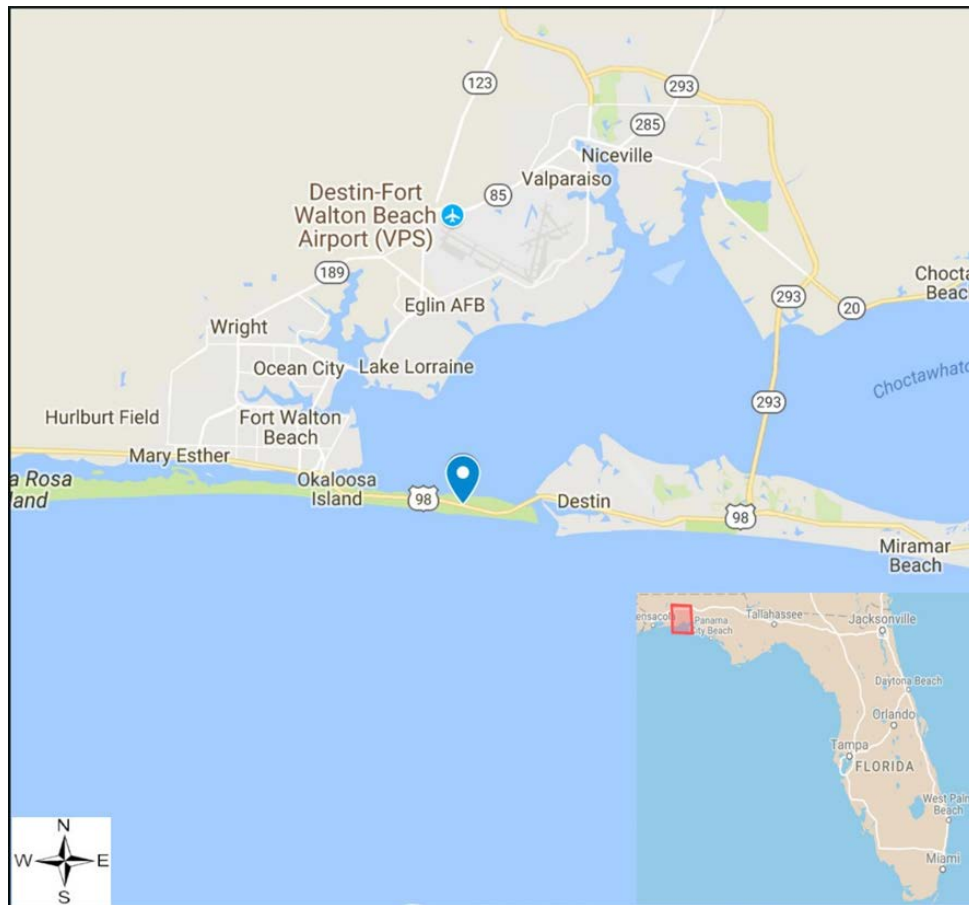 123
293
285
Niceville
Valparaiso
Destin-Fort
Walton Beach
Airport (VPS)
85
189
Eglin AFB
Chocta
Beac
293
20
Wright
Ocean City
Lake Lorraine
Choctawhatc
293
Hurlburt Field
Fort Walton
Beach
Mary Esther
a Rosa
land
Okaloosa
Island
98
Destin
98
Miramar
Beach
ensacola
Panama
City Beach
Tallahassee
Jacksonville
Daytona Beach
Orlando
Tampa
FLORIDA
West Palm
Beach
Miami
N
W E
S